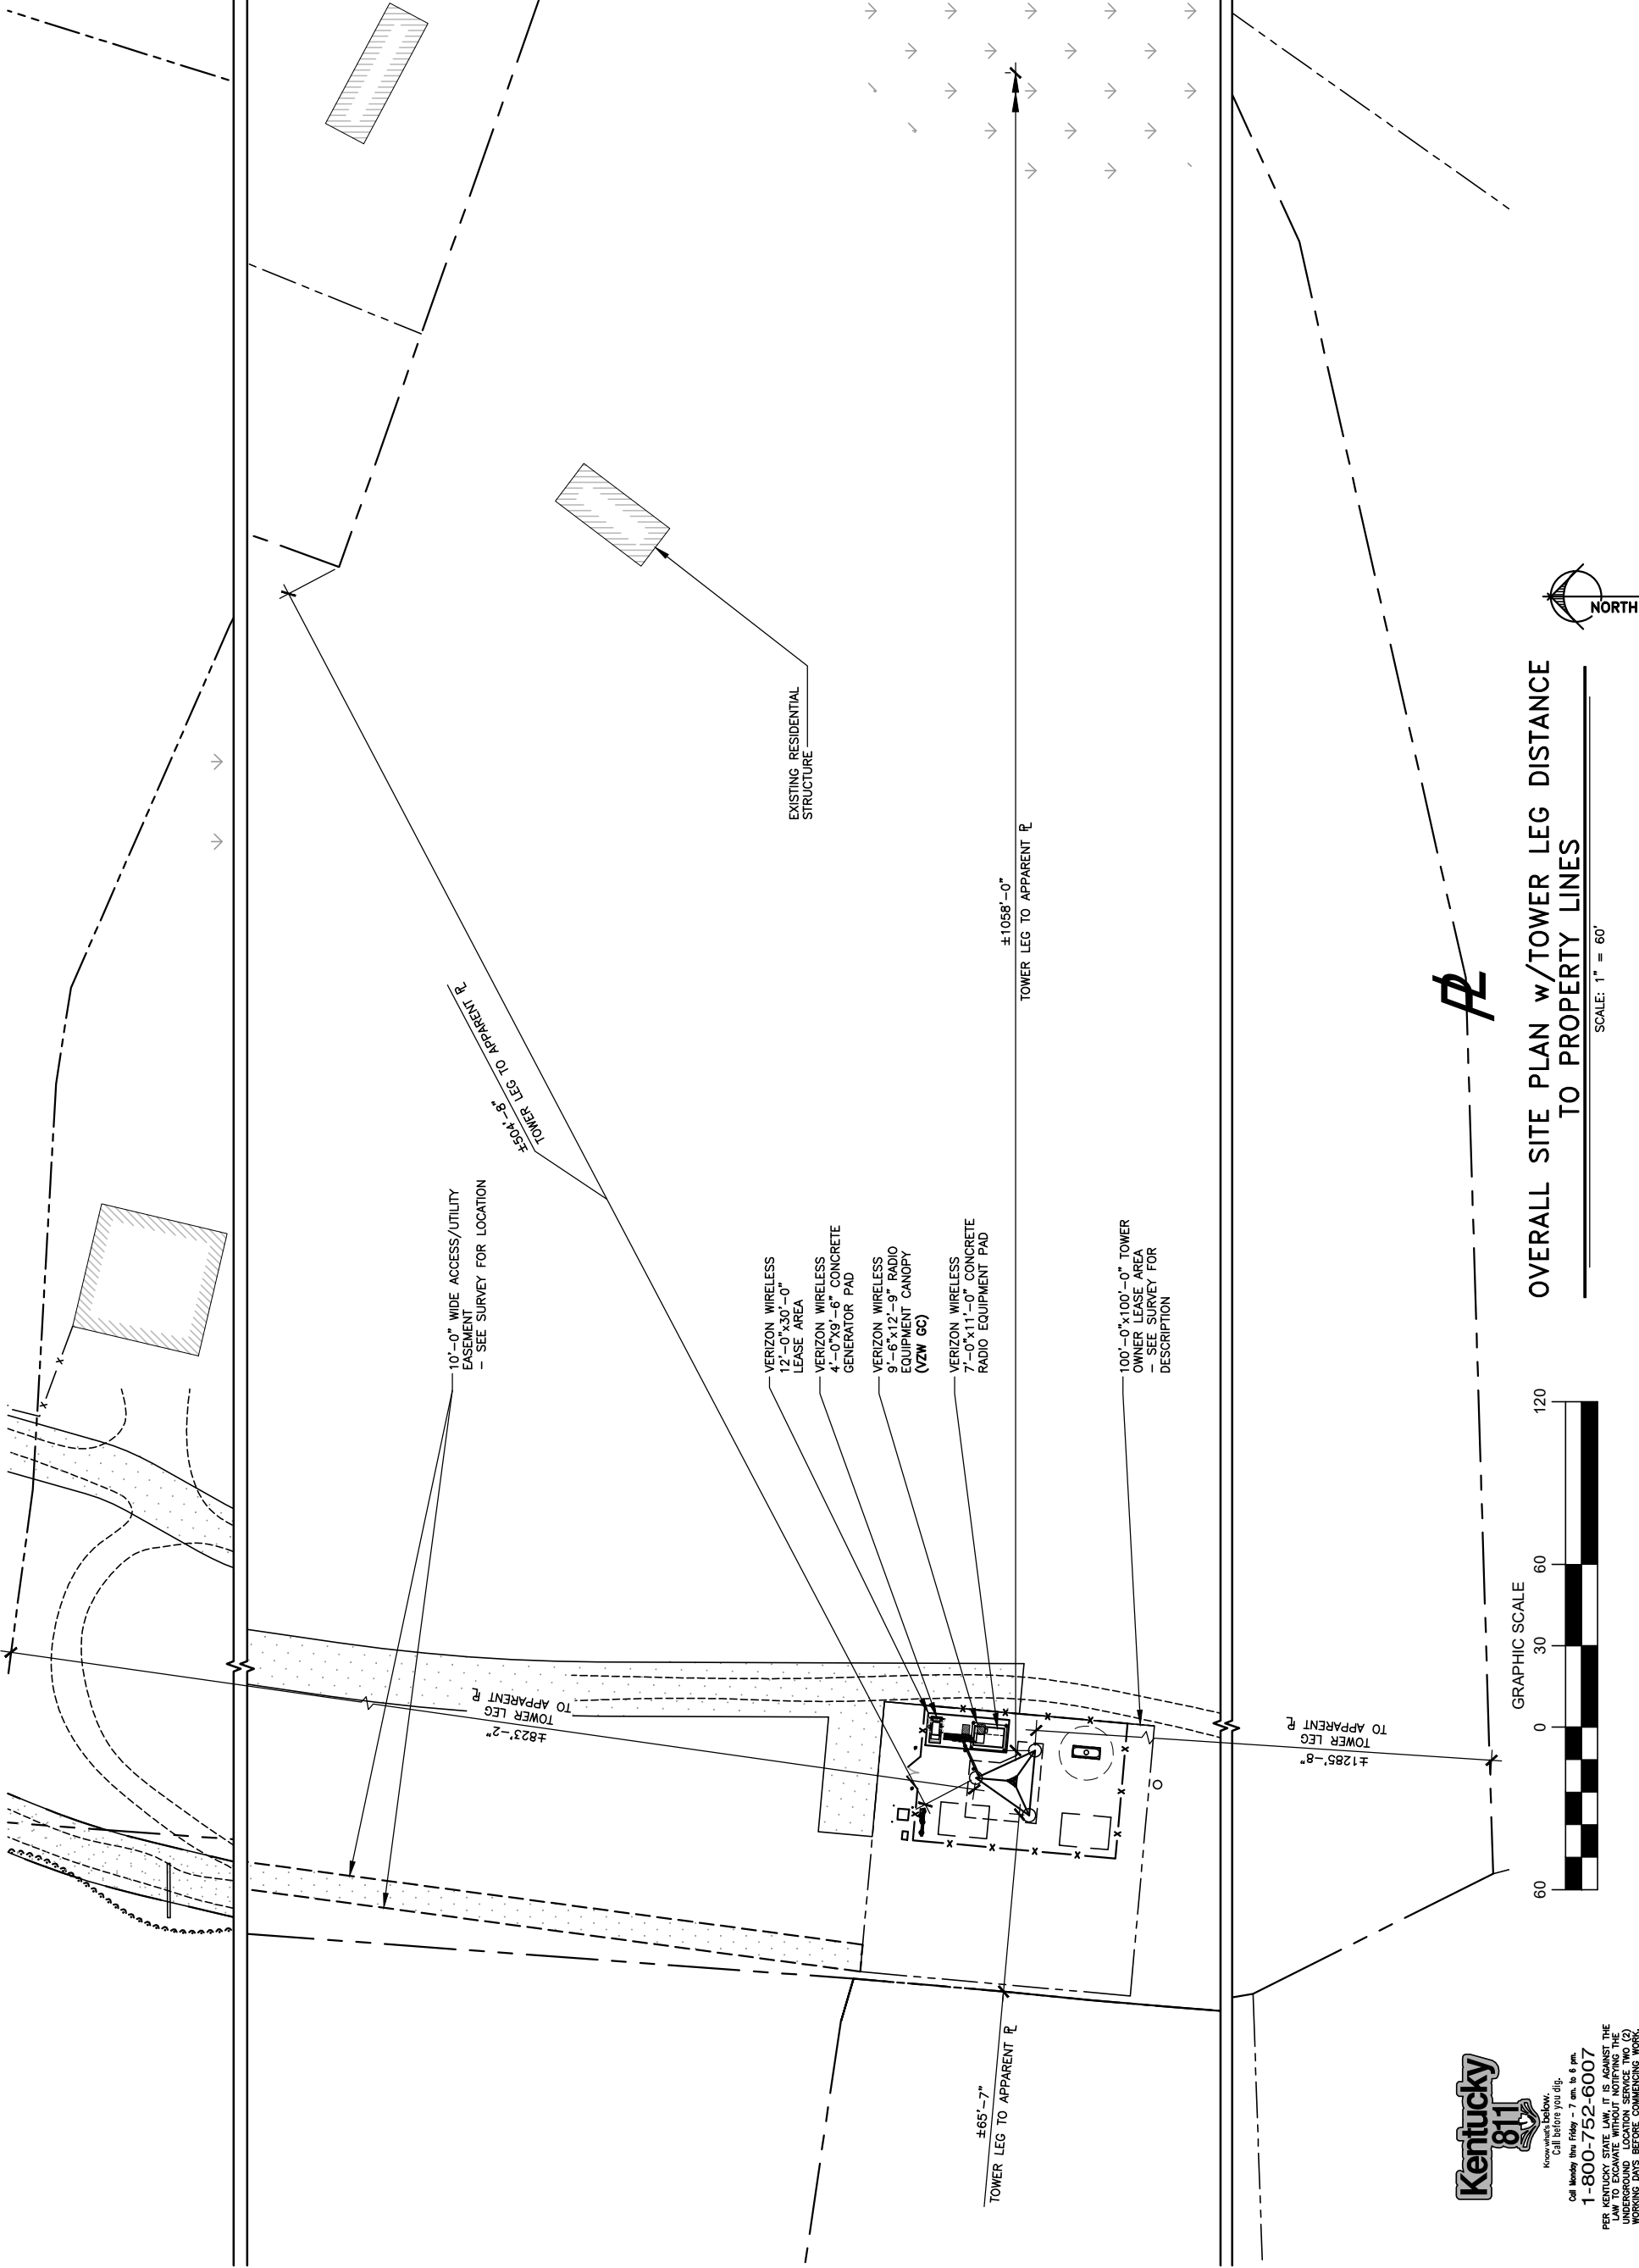 10'-0" WIDE ACCESS/UTILITY
EASEMENT
- SEE SURVEY FOR LOCATION
±504'-8"
TOWER LEG TO APPARENT PL
EXISTING RESIDENTIAL
STRUCTURE
±823'-2"
TOWER LEG
TO APPARENT PL
VERIZON WIRELESS
12'-0"x30'-0"
LEASE AREA
VERIZON WIRELESS
4'-0"x9'-6" CONCRETE
GENERATOR PAD
VERIZON WIRELESS
9'-6"x12'-9" RADIO
EQUIPMENT CANOPY
(VZW GC)
VERIZON WIRELESS
7'-0"x11'-0" CONCRETE
RADIO EQUIPMENT PAD
±1058'-0"
TOWER LEG TO APPARENT PL
±65'-7"
TOWER LEG TO APPARENT PL
100'-0"x100'-0" TOWER
OWNER LEASE AREA
- SEE SURVEY FOR
DESCRIPTION
±1285'-8"
TOWER LEG
TO APPARENT PL
PL
Kentucky
811
Know what's below.
Call before you dig.
Call Monday thru Friday - 7 am. to 6 pm.
1-800-752-6007
PER KENTUCKY STATE LAW, IT IS AGAINST THE
LAW TO EXCAVATE WITHOUT NOTIFYING THE
UNDERGROUND LOCATION SERVICE TWO (2)
WORKING DAYS BEFORE COMMENCING WORK.
GRAPHIC SCALE
60 0 30 60 120
OVERALL SITE PLAN w/TOWER LEG DISTANCE
TO PROPERTY LINES
SCALE: 1" = 60'
NORTH